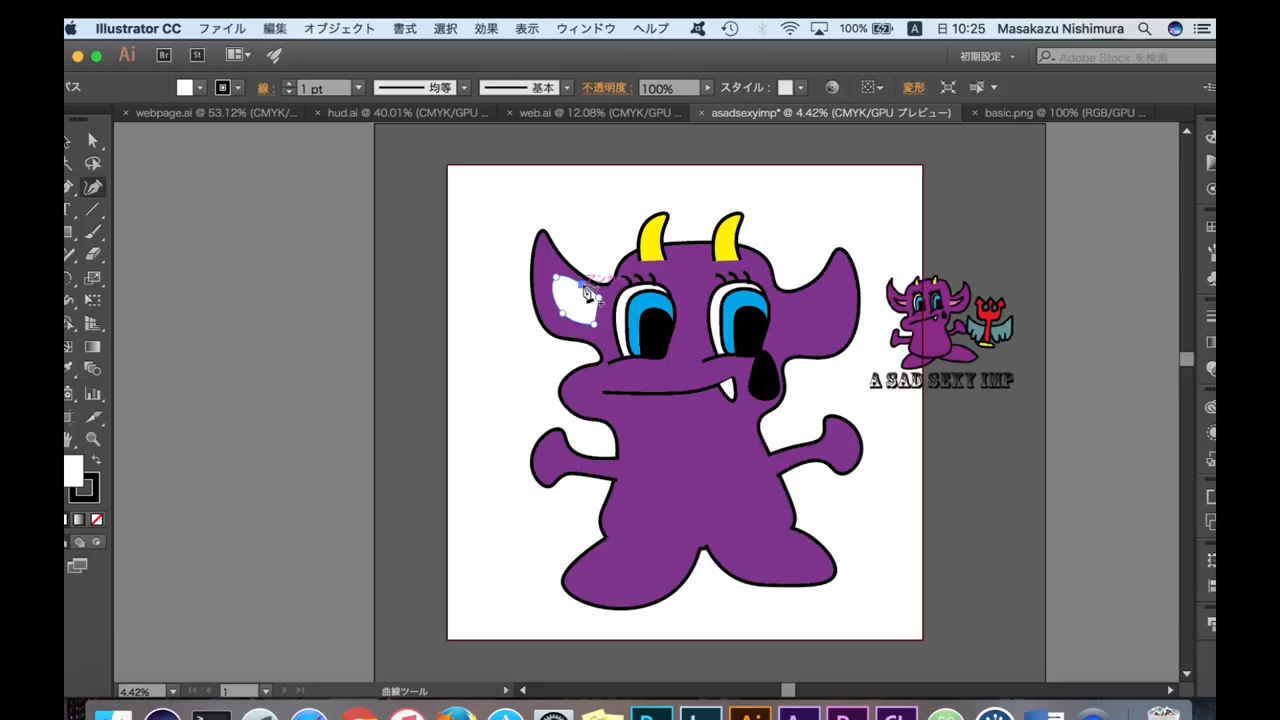 Illustrator CC ファイル 編集 オブジェクト 書式 選択 効果 表示 ウィンドウ ヘルプ 100% A 日 10:25 Masakazu Nishimura
Ai Br St 初期設定 Adobe Stock を検索
パス 線: 1 pt 均等 基本 不透明度: 100% スタイル: 変形
× webpage.ai @ 53.12% (CMYK/... × hud.ai @ 40.01% (CMYK/GPU ... × web.ai @ 12.08% (CMYK/GPU ... × asadsexyimp* @ 4.42% (CMYK/GPU プレビュー) × basic.png @ 100% (RGB/GPU ...
A SAD SEXY IMP
4.42% 1 曲線ツール